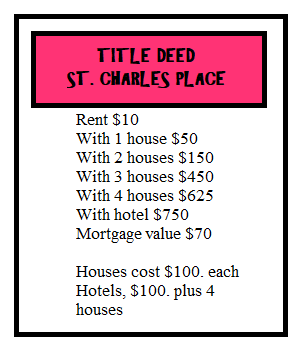 TITLE DEED
ST. CHARLES PLACE
Rent $10
With 1 house $50
With 2 houses $150
With 3 houses $450
With 4 houses $625
With hotel $750
Mortgage value $70
Houses cost $100. each
Hotels, $100. plus 4
houses